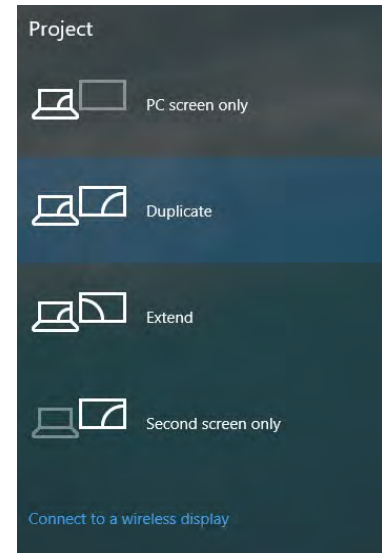 Project
PC screen only
Duplicate
Extend
Second screen only
Connect to a wireless display